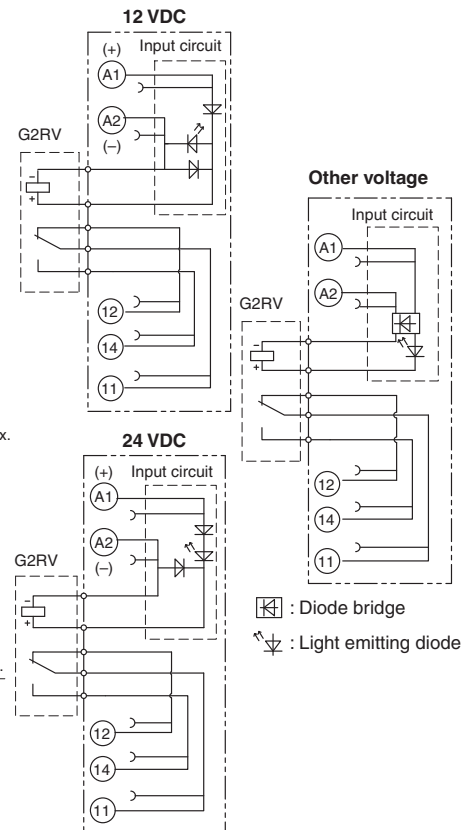 12 VDC
(+) Input circuit
A1
A2
(–)
G2RV
–
+
12
14
11
Other voltage
Input circuit
A1
A2
G2RV
–
+
12
14
11
x.
24 VDC
(+) Input circuit
A1
A2
(–)
G2RV
–
+
12
14
11
.
: Diode bridge
: Light emitting diode